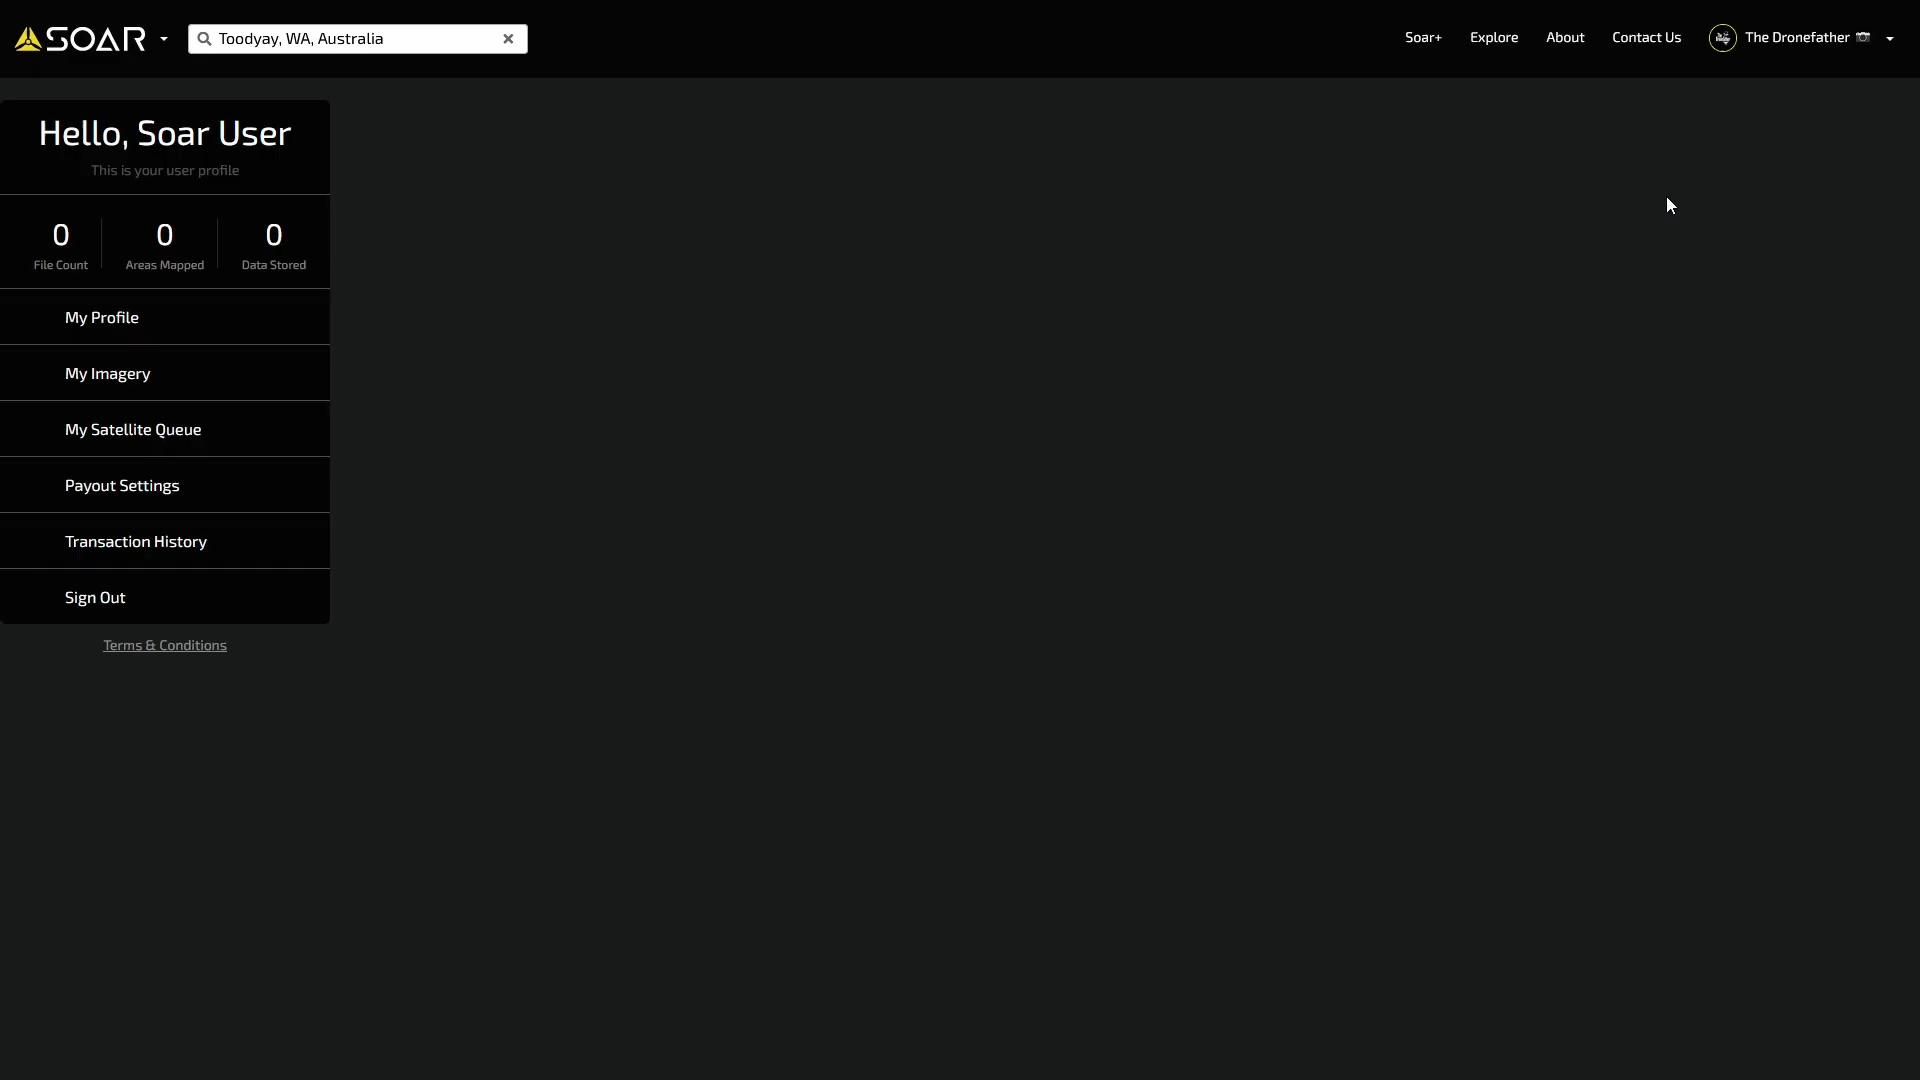 SOAR
Toodyay, WA, Australia
Soar+
Explore
About
Contact Us
The Dronefather
Hello, Soar User
This is your user profile
0
File Count
0
Areas Mapped
0
Data Stored
My Profile
My Imagery
My Satellite Queue
Payout Settings
Transaction History
Sign Out
Terms & Conditions